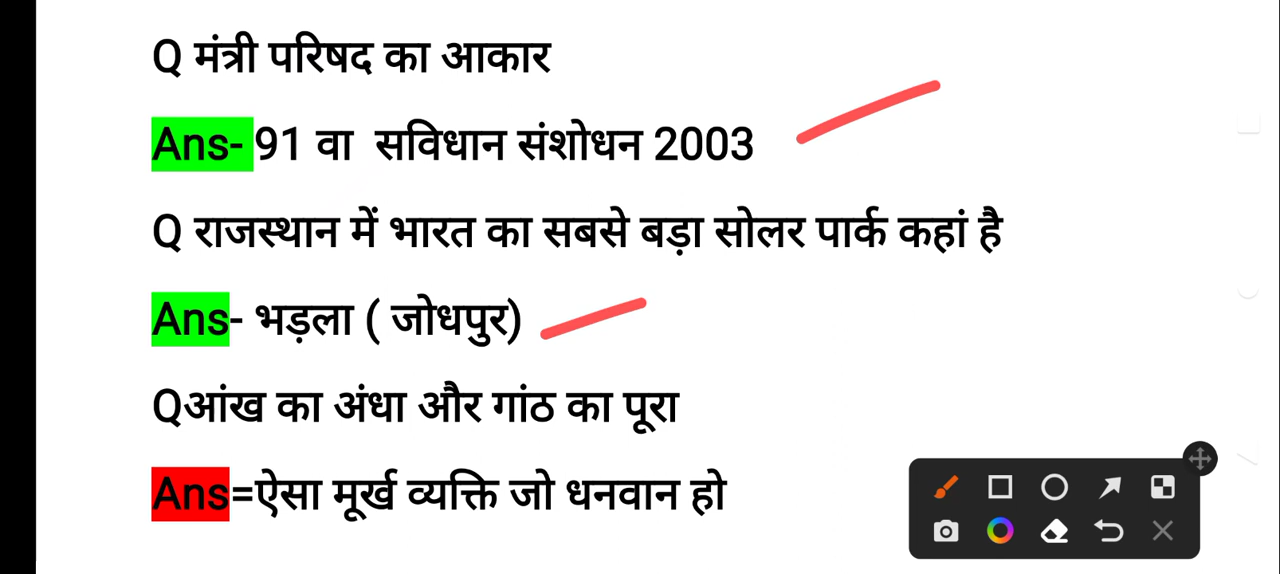 Q मंत्री परिषद का आकार
Ans- 91 वा सविधान संशोधन 2003
Q राजस्थान में भारत का सबसे बड़ा सोलर पार्क कहां है
Ans- भड़ला ( जोधपुर)
Qआंख का अंधा और गांठ का पूरा
Ans=ऐसा मूर्ख व्यक्ति जो धनवान हो